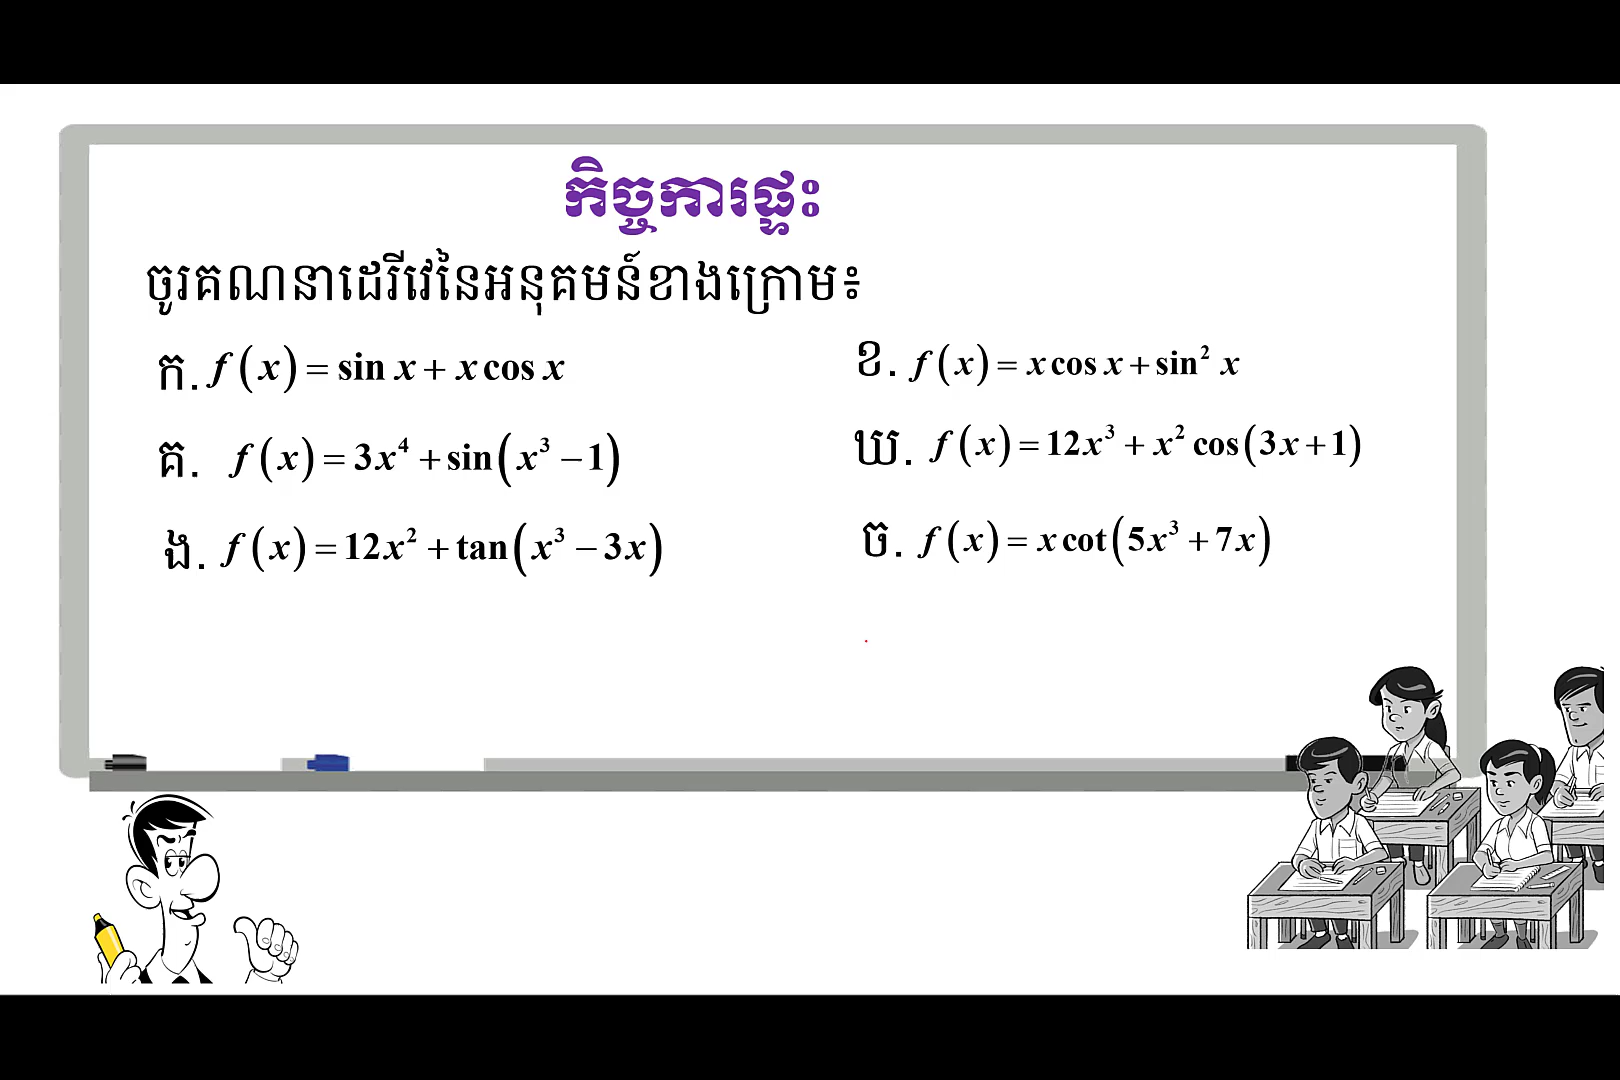 កិច្ចការផ្ទះ
ចូរគណនាដេរីវេនៃអនុគមន៍ខាងក្រោម៖
ក. f(x) = sin x + x cos x
ខ. f(x) = x cos x + sin² x
គ. f(x) = 3x⁴ + sin(x³ − 1)
ឃ. f(x) = 12x³ + x² cos(3x + 1)
ង. f(x) = 12x² + tan(x³ − 3x)
ច. f(x) = x cot(5x³ + 7x)